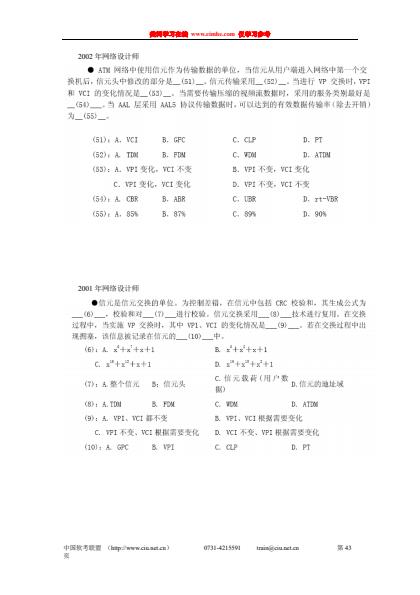 做网学习在线 www.cismhc.com 仅学习参考
2002 年网络设计师
● ATM 网络中使用信元作为传输数据的单位，当信元从用户端进入网络中第一个交
换机后，信元头中修改的部分是__(51)__。信元传输采用__(52)__。当进行 VP 交换时，VPI
和 VCI 的变化情况是__(53)__。当需要传输压缩的视频流数据时，采用的服务类别最好是
__(54)___。当 AAL 层采用 AAL5 协议传输数据时，可以达到的有效数据传输率(除去开销)
为__(55)__。
(51): A. VCI B. GFC C. CLP D. PT
(52): A. TDM B. FDM C. WDM D. ATDM
(53): A. VPI 变化, VCI 不变 B. VPI 不变, VCI 变化
C. VPI 变化, VCI 变化 D. VPI 不变, VCI 不变
(54): A. CBR B. ABR C. UBR D. rt-VBR
(55): A. 85% B. 87% C. 89% D. 90%
2001 年网络设计师
●信元是信元交换的单位。为控制差错，在信元中包括 CRC 校验和，其生成公式为
___(6)___，校验和对___(7)___进行校验。信元交换采用___(8)___技术进行复用。在交换
过程中，当实施 VP 交换时，其中 VP1、VCI 的变化情况是___(9)___。若在交换过程中出
现拥塞，该信息披记录在信元的___(10)___中。
(6): A. x⁸＋x⁷＋x＋1 B. x⁸＋x²＋x＋1
C. x¹⁶＋x¹²＋x＋1 D. x¹⁶＋x¹⁵＋x²＋1
(7): A.整个信元 B: 信元头 C. 信元载荷(用户数据) D.信元的地址域
(8): A.TDM B. FDM C. WDM D. ATDM
(9): A. VPI、VCI 都不变 B. VPI、VCI 根据需要变化
C. VPI 不变、VCI 根据需要变化 D. VCI 不变、VPI 根据需要变化
(10): A. GPC B. VPI C. CLP D. PT
中国软考联盟 (http://www.ciu.net.cn) 0731-4215591 train@ciu.net.cn 第 43
页